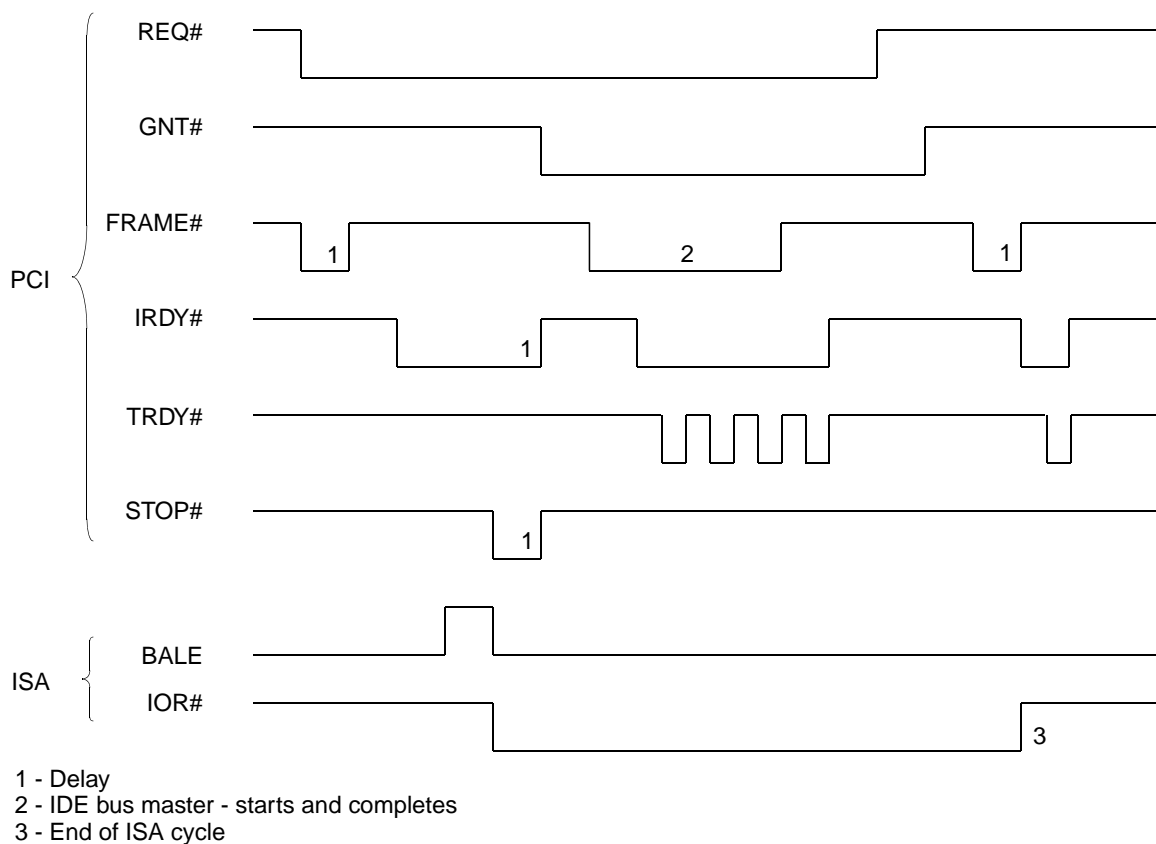 REQ#
GNT#
FRAME#
1
2
1
PCI
IRDY#
1
TRDY#
STOP#
1
BALE
ISA
IOR#
3
1 - Delay
2 - IDE bus master - starts and completes
3 - End of ISA cycle